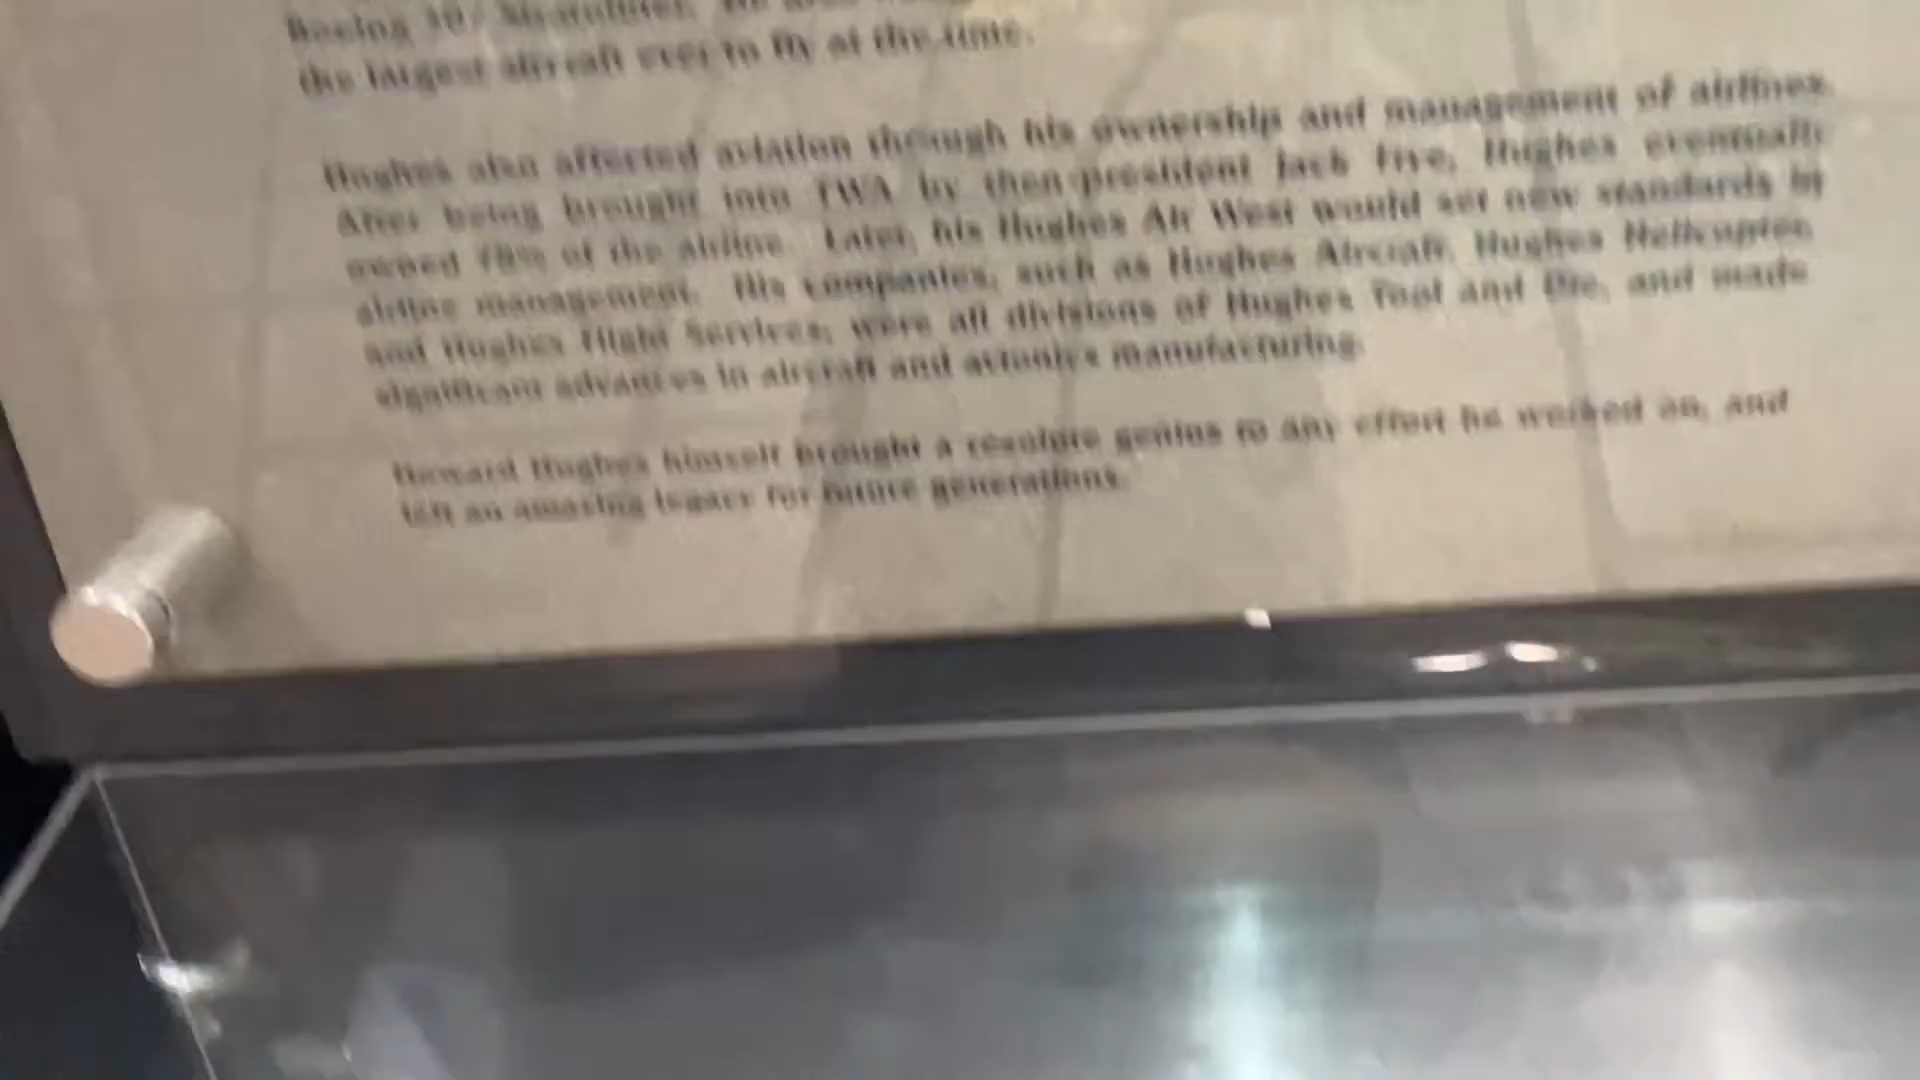 Boeing 307 Stratoliner. He also
the largest aircraft ever to fly at the time.
Hughes also affected aviation through his ownership and management of airlines.
After being brought into TWA by then-president Jack Frye, Hughes eventually
owned 78% of the airline. Later, his Hughes Air West would set new standards in
airline management. His companies, such as Hughes Aircraft, Hughes Helicopter,
and Hughes Flight Services, were all divisions of Hughes Tool and Die, and made
significant advances in aircraft and avionics manufacturing.
Howard Hughes himself brought a resolute genius to any effort he worked on, and
left an amazing legacy for future generations.